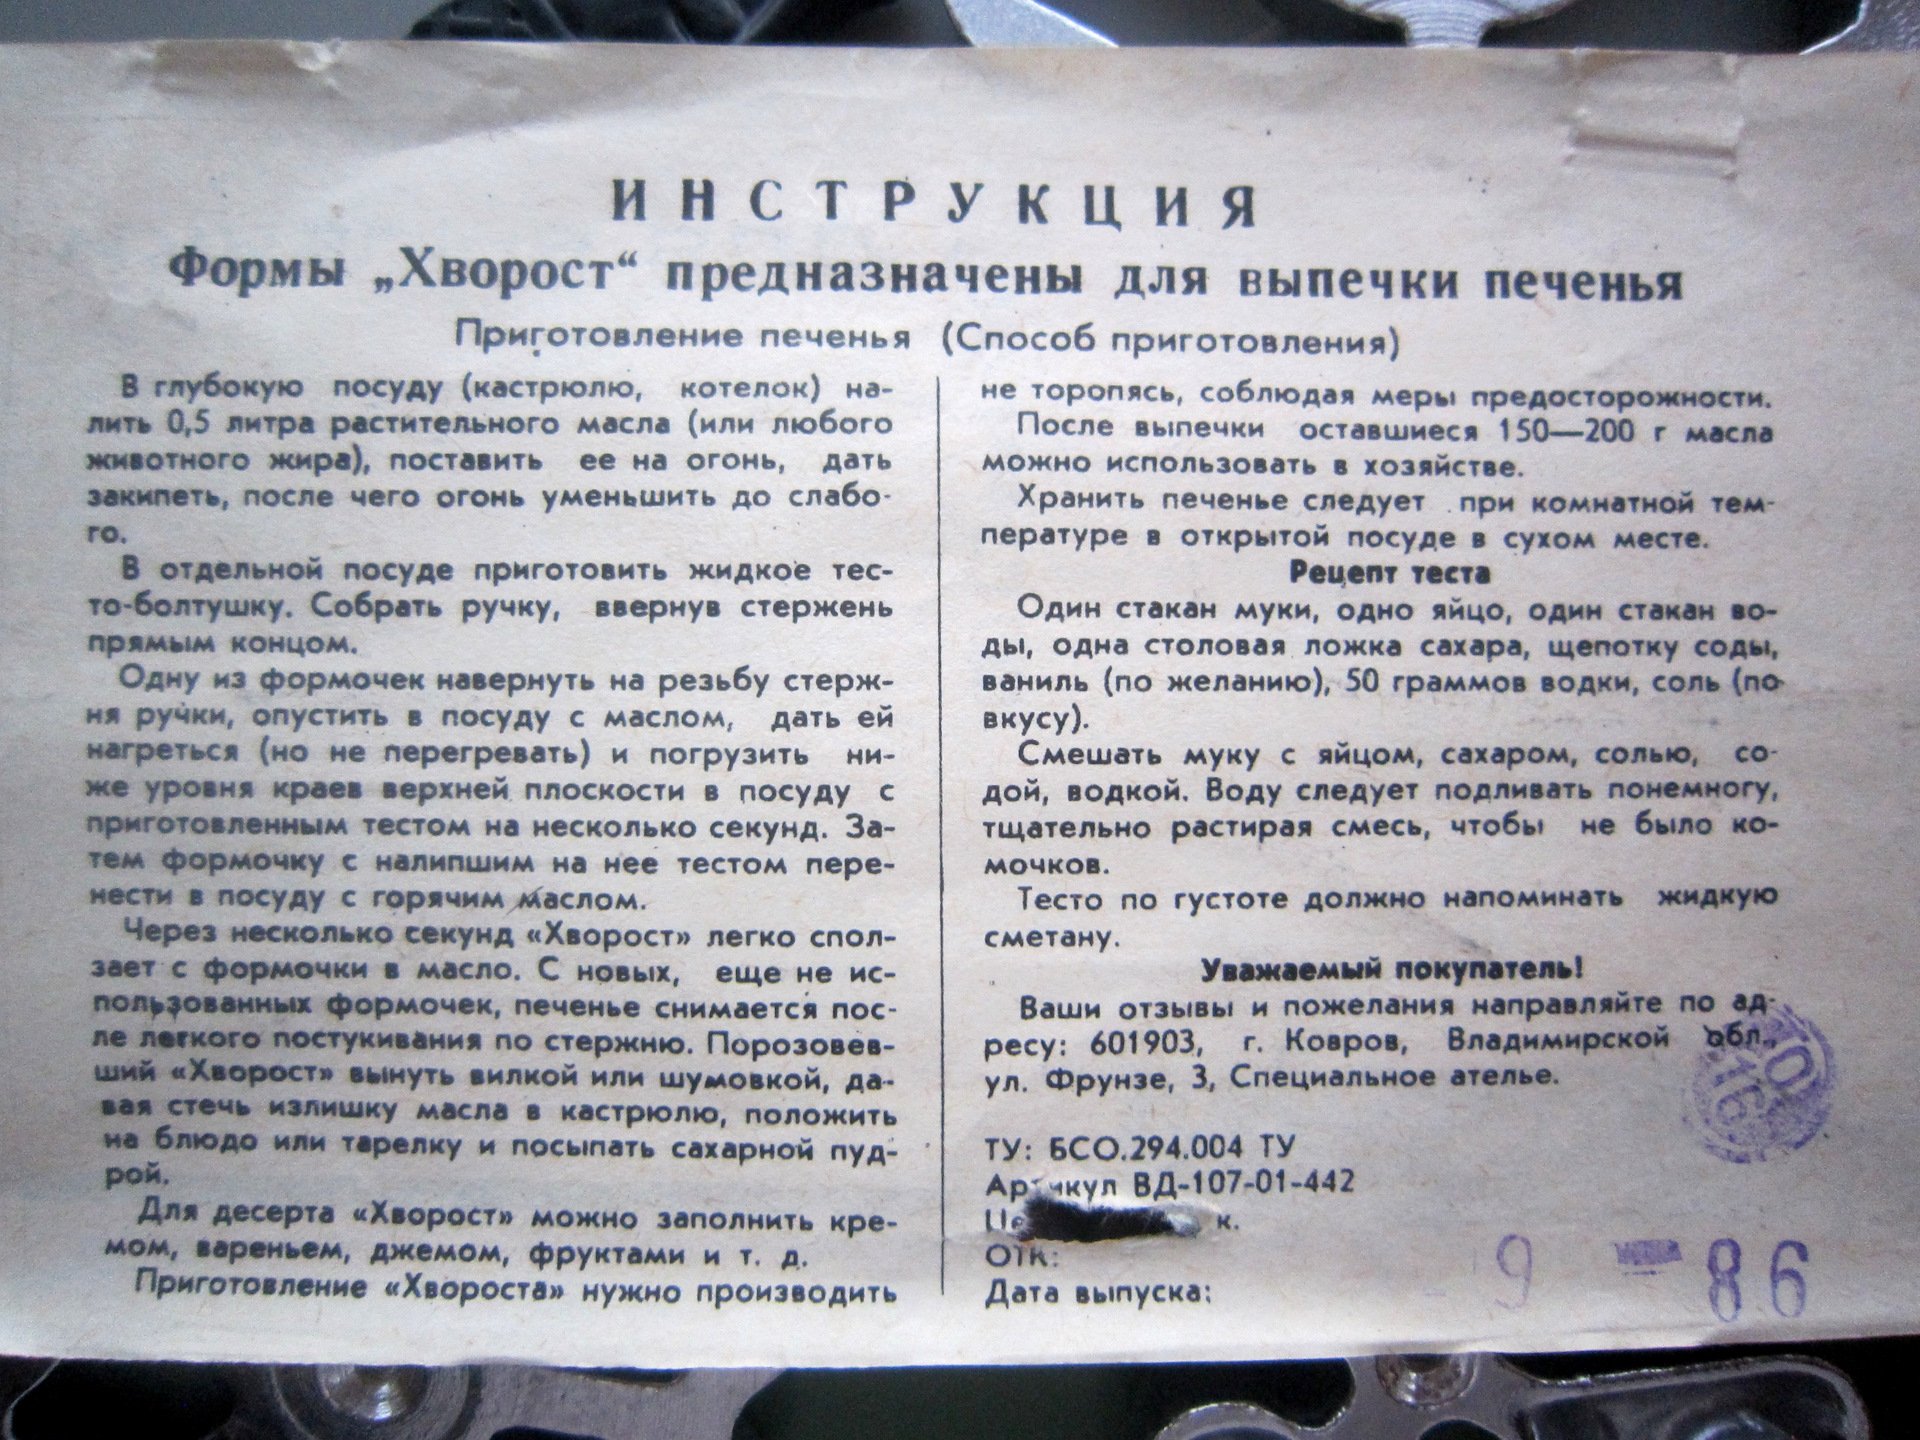 ИНСТРУКЦИЯ
Формы „Хворост“ предназначены для выпечки печенья
Приготовление печенья (Способ приготовления)
В глубокую посуду (кастрюлю, котелок) на-
лить 0,5 литра растительного масла (или любого
животного жира), поставить ее на огонь, дать
закипеть, после чего огонь уменьшить до слабо-
го.
В отдельной посуде приготовить жидкое тес-
то-болтушку. Собрать ручку, ввернув стержень
прямым концом.
Одну из формочек навернуть на резьбу стерж-
ня ручки, опустить в посуду с маслом, дать ей
нагреться (но не перегревать) и погрузить ни-
же уровня краев верхней плоскости в посуду с
приготовленным тестом на несколько секунд. За-
тем формочку с налипшим на нее тестом пере-
нести в посуду с горячим маслом.
Через несколько секунд «Хворост» легко спол-
зает с формочки в масло. С новых, еще не ис-
пользованных формочек, печенье снимается пос-
ле легкого постукивания по стержню. Порозовев-
ший «Хворост» вынуть вилкой или шумовкой, да-
вая стечь излишку масла в кастрюлю, положить
на блюдо или тарелку и посыпать сахарной пуд-
рой.
Для десерта «Хворост» можно заполнить кре-
мом, вареньем, джемом, фруктами и т. д.
Приготовление «Хвороста» нужно производить
не торопясь, соблюдая меры предосторожности.
После выпечки оставшиеся 150—200 г масла
можно использовать в хозяйстве.
Хранить печенье следует при комнатной тем-
пературе в открытой посуде в сухом месте.
Рецепт теста
Один стакан муки, одно яйцо, один стакан во-
ды, одна столовая ложка сахара, щепотку соды,
ваниль (по желанию), 50 граммов водки, соль (по
вкусу).
Смешать муку с яйцом, сахаром, солью, со-
дой, водкой. Воду следует подливать понемногу,
тщательно растирая смесь, чтобы не было ко-
мочков.
Тесто по густоте должно напоминать жидкую
сметану.
Уважаемый покупатель!
Ваши отзывы и пожелания направляйте по ад-
ресу: 601903, г. Ковров, Владимирской обл.,
ул. Фрунзе, 3, Специальное ателье.
ТУ: БСО.294.004 ТУ
Артикул ВД-107-01-442
к.
ОТК:
Дата выпуска: 9 86